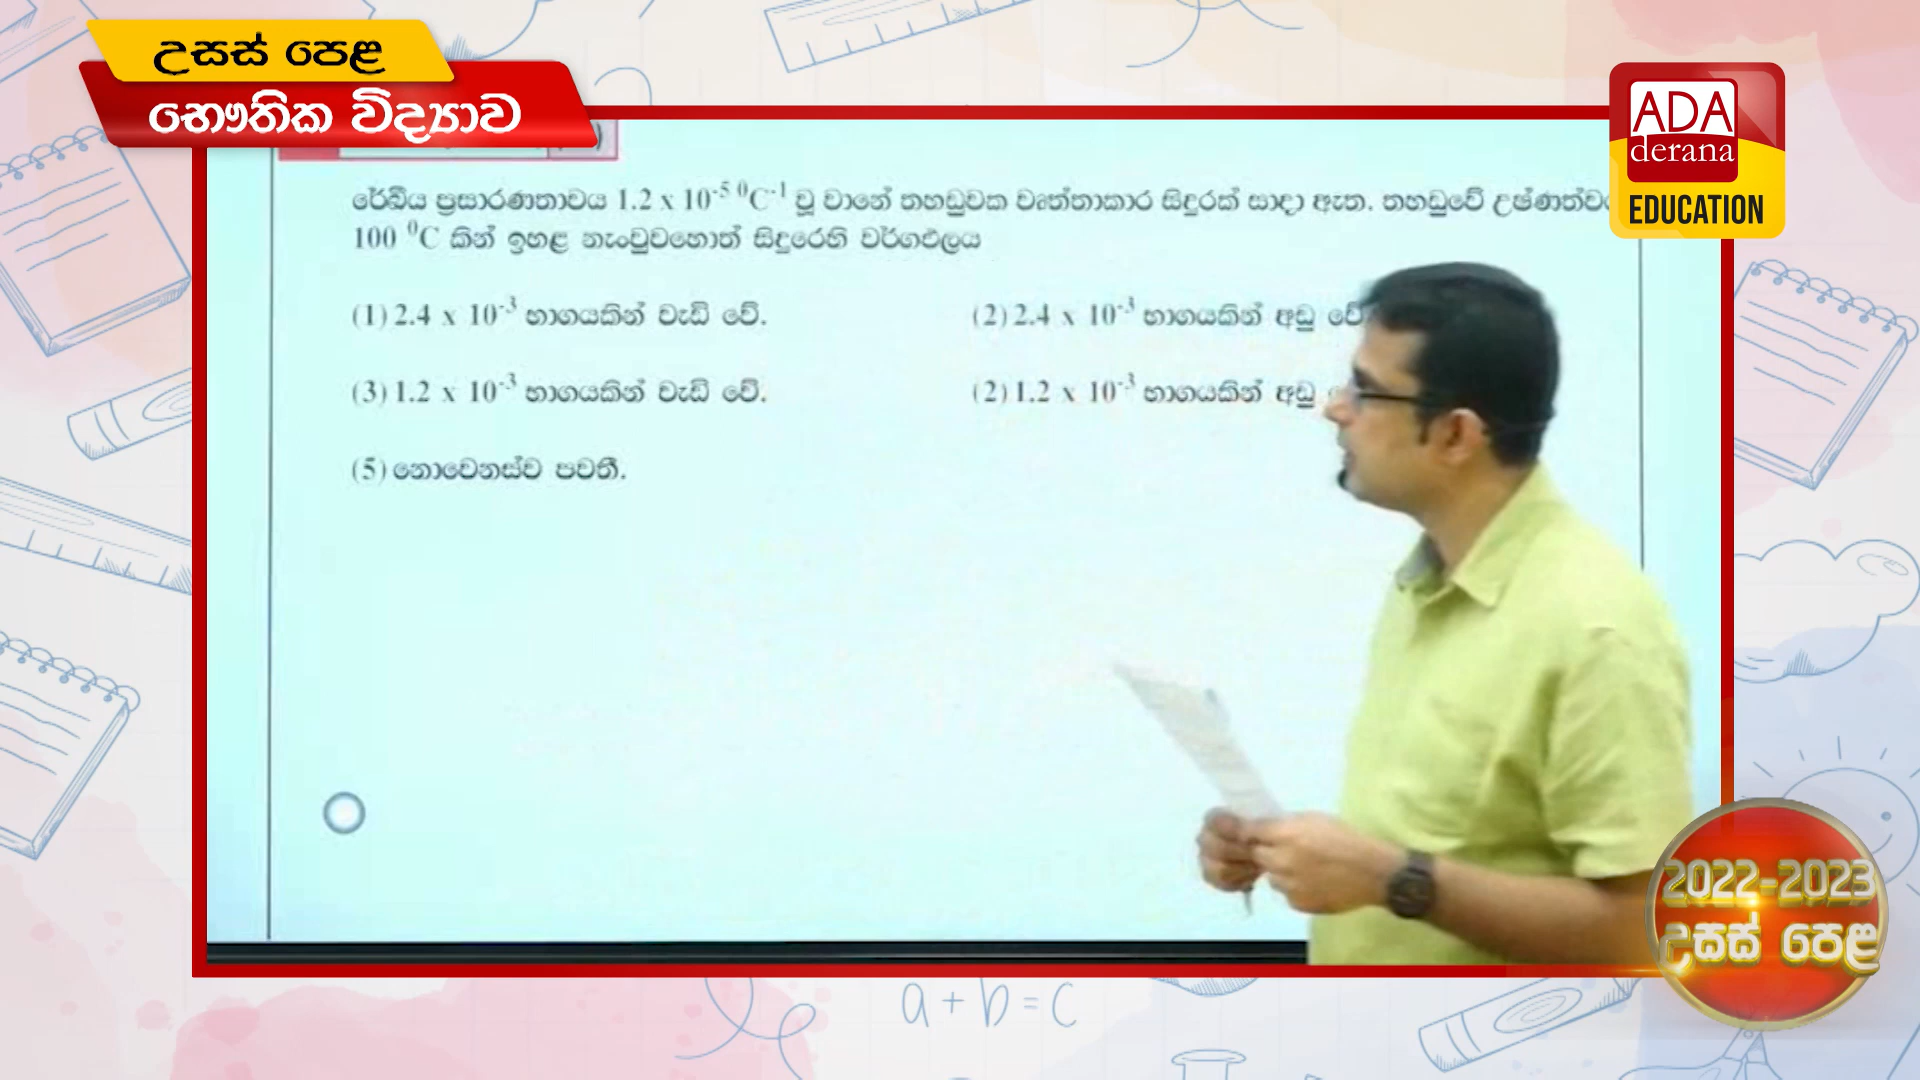 උසස් පෙළ
භෞතික විද්‍යාව
ADA
derana
EDUCATION
රේඛීය ප්‍රසාරණතාවය 1.2 x 10⁻⁵ ⁰C⁻¹ වූ වානේ තහඩුවක වෘත්තාකාර සිදුරක් සාදා ඇත. තහඩුවේ උෂ්ණත්වය
100 ⁰C කින් ඉහළ නැංවුවහොත් සිදුරෙහි වර්ගඵලය
(1) 2.4 x 10⁻³ භාගයකින් වැඩි වේ. (2) 2.4 x 10⁻³ භාගයකින් අඩු වේ
(3) 1.2 x 10⁻³ භාගයකින් වැඩි වේ. (2) 1.2 x 10⁻³ භාගයකින් අඩු
(5) නොවෙනස්ව පවතී.
2022-2023
උසස් පෙළ
a + b = c